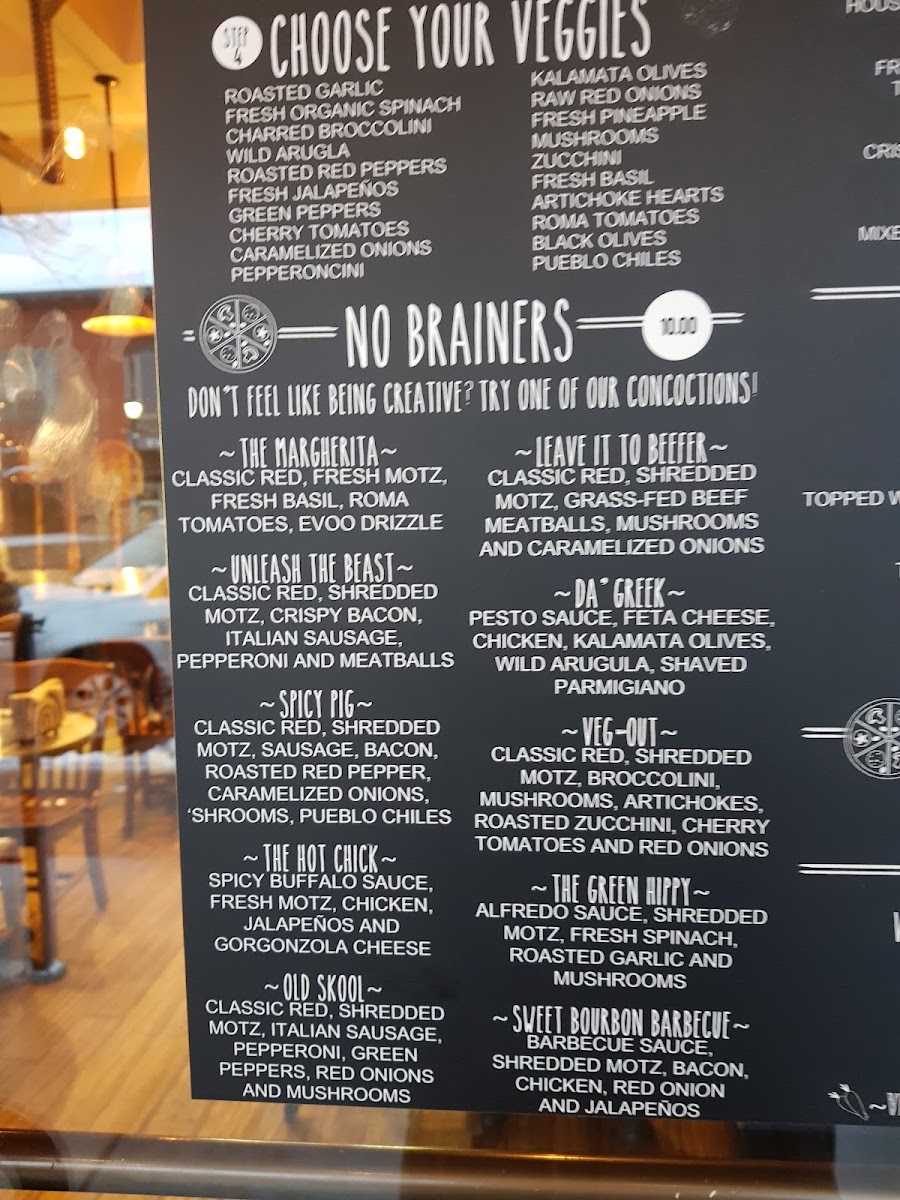 STEP 4 CHOOSE YOUR VEGGIES
ROASTED GARLIC
FRESH ORGANIC SPINACH
CHARRED BROCCOLINI
WILD ARUGLA
ROASTED RED PEPPERS
FRESH JALAPEÑOS
GREEN PEPPERS
CHERRY TOMATOES
CARAMELIZED ONIONS
PEPPERONCINI
KALAMATA OLIVES
RAW RED ONIONS
FRESH PINEAPPLE
MUSHROOMS
ZUCCHINI
FRESH BASIL
ARTICHOKE HEARTS
ROMA TOMATOES
BLACK OLIVES
PUEBLO CHILES
NO BRAINERS 10.00
DON'T FEEL LIKE BEING CREATIVE? TRY ONE OF OUR CONCOCTIONS!
~THE MARGHERITA~
CLASSIC RED, FRESH MOTZ,
FRESH BASIL, ROMA
TOMATOES, EVOO DRIZZLE
~UNLEASH THE BEAST~
CLASSIC RED, SHREDDED
MOTZ, CRISPY BACON,
ITALIAN SAUSAGE,
PEPPERONI AND MEATBALLS
~SPICY PIG~
CLASSIC RED, SHREDDED
MOTZ, SAUSAGE, BACON,
ROASTED RED PEPPER,
CARAMELIZED ONIONS,
'SHROOMS, PUEBLO CHILES
~THE HOT CHICK~
SPICY BUFFALO SAUCE,
FRESH MOTZ, CHICKEN,
JALAPEÑOS AND
GORGONZOLA CHEESE
~OLD SKOOL~
CLASSIC RED, SHREDDED
MOTZ, ITALIAN SAUSAGE,
PEPPERONI, GREEN
PEPPERS, RED ONIONS
AND MUSHROOMS
~LEAVE IT TO BEEFER~
CLASSIC RED, SHREDDED
MOTZ, GRASS-FED BEEF
MEATBALLS, MUSHROOMS
AND CARAMELIZED ONIONS
~DA' GREEK~
PESTO SAUCE, FETA CHEESE,
CHICKEN, KALAMATA OLIVES,
WILD ARUGULA, SHAVED
PARMIGIANO
~VEG-OUT~
CLASSIC RED, SHREDDED
MOTZ, BROCCOLINI,
MUSHROOMS, ARTICHOKES,
ROASTED ZUCCHINI, CHERRY
TOMATOES AND RED ONIONS
~THE GREEN HIPPY~
ALFREDO SAUCE, SHREDDED
MOTZ, FRESH SPINACH,
ROASTED GARLIC AND
MUSHROOMS
~SWEET BOURBON BARBECUE~
BARBECUE SAUCE,
SHREDDED MOTZ, BACON,
CHICKEN, RED ONION
AND JALAPEÑOS
TOPPED